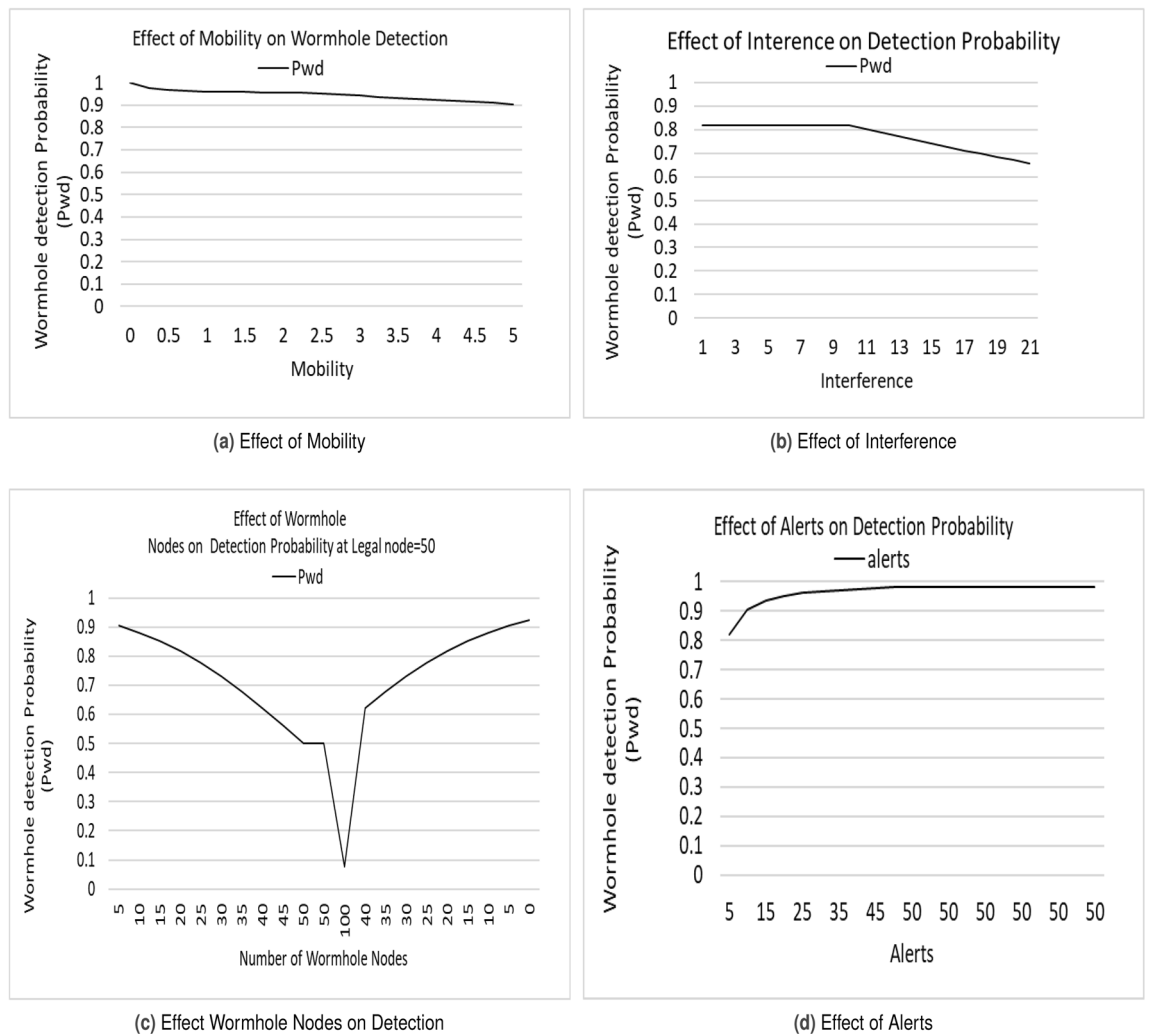 Effect of Mobility on Wormhole Detection
Pwd
Wormhole detection Probability
(Pwd)
1
0.9
0.8
0.7
0.6
0.5
0.4
0.3
0.2
0.1
0
0 0.5 1 1.5 2 2.5 3 3.5 4 4.5 5
Mobility
(a) Effect of Mobility
Effect of Interence on Detection Probability
Pwd
Wormhole detection Probability
(Pwd)
1
0.9
0.8
0.7
0.6
0.5
0.4
0.3
0.2
0.1
0
1 3 5 7 9 11 13 15 17 19 21
Interference
(b) Effect of Interference
Effect of Wormhole
Nodes on Detection Probability at Legal node=50
Pwd
Wormhole detection Probability
(Pwd)
1
0.9
0.8
0.7
0.6
0.5
0.4
0.3
0.2
0.1
0
5 10 15 20 25 30 35 40 45 50 50 100 40 35 30 25 20 15 10 5 0
Number of Wormhole Nodes
(c) Effect Wormhole Nodes on Detection
Effect of Alerts on Detection Probability
alerts
Wormhole detection Probability
(Pwd)
1
0.9
0.8
0.7
0.6
0.5
0.4
0.3
0.2
0.1
0
5 15 25 35 45 50 50 50 50 50 50
Alerts
(d) Effect of Alerts